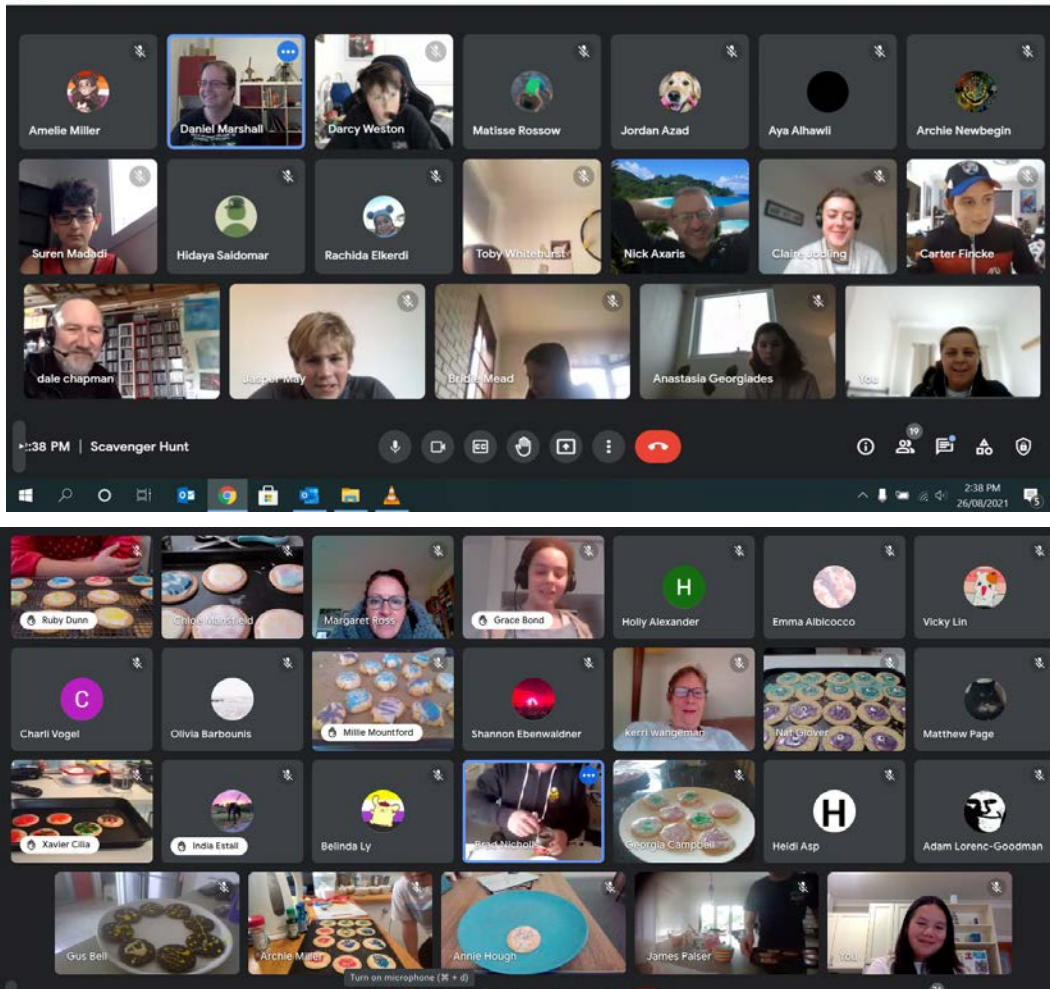 Amelie Miller
Daniel Marshall
Darcy Weston
Matisse Rossow
Jordan Azad
Aya Alhawli
Archie Newbegin
Suren Madadi
Hidaya Saidomar
Rachida Elkerdi
Toby Whitehurst
Nick Axaris
Claire Jobling
Carter Fincke
dale chapman
Jasper May
Bridie Mead
Anastasia Georgiades
You
:38 PM | Scavenger Hunt
CC
19
2:38 PM
26/08/2021
5
Ruby Dunn
Chloe Mansfield
Margaret Ross
Grace Bond
H
Holly Alexander
Emma Albicocco
Vicky Lin
C
Charli Vogel
Olivia Barbounis
Millie Mountford
Shannon Ebenwaldner
kerri wangeman
Nat Glover
Matthew Page
Xavier Cilia
India Estall
Belinda Ly
Brad Nicholls
Georgia Campbell
H
Heidi Asp
Adam Lorenc-Goodman
Gus Bell
Archie Miller
Annie Hough
James Palser
You
Turn on microphone (⌘ + d)